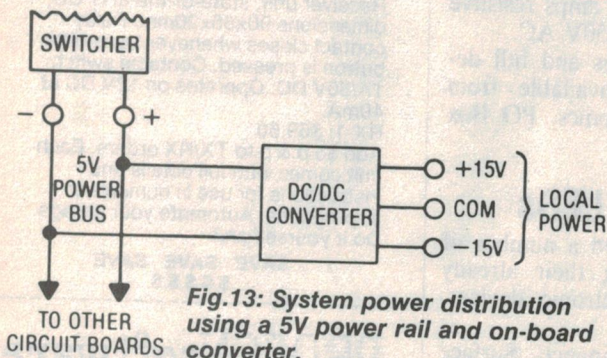 SWITCHER
- +
5V
POWER
BUS
DC/DC
CONVERTER
+15V
COM
-15V
LOCAL
POWER
TO OTHER
CIRCUIT BOARDS
Fig.13: System power distribution
using a 5V power rail and on-board
converter.